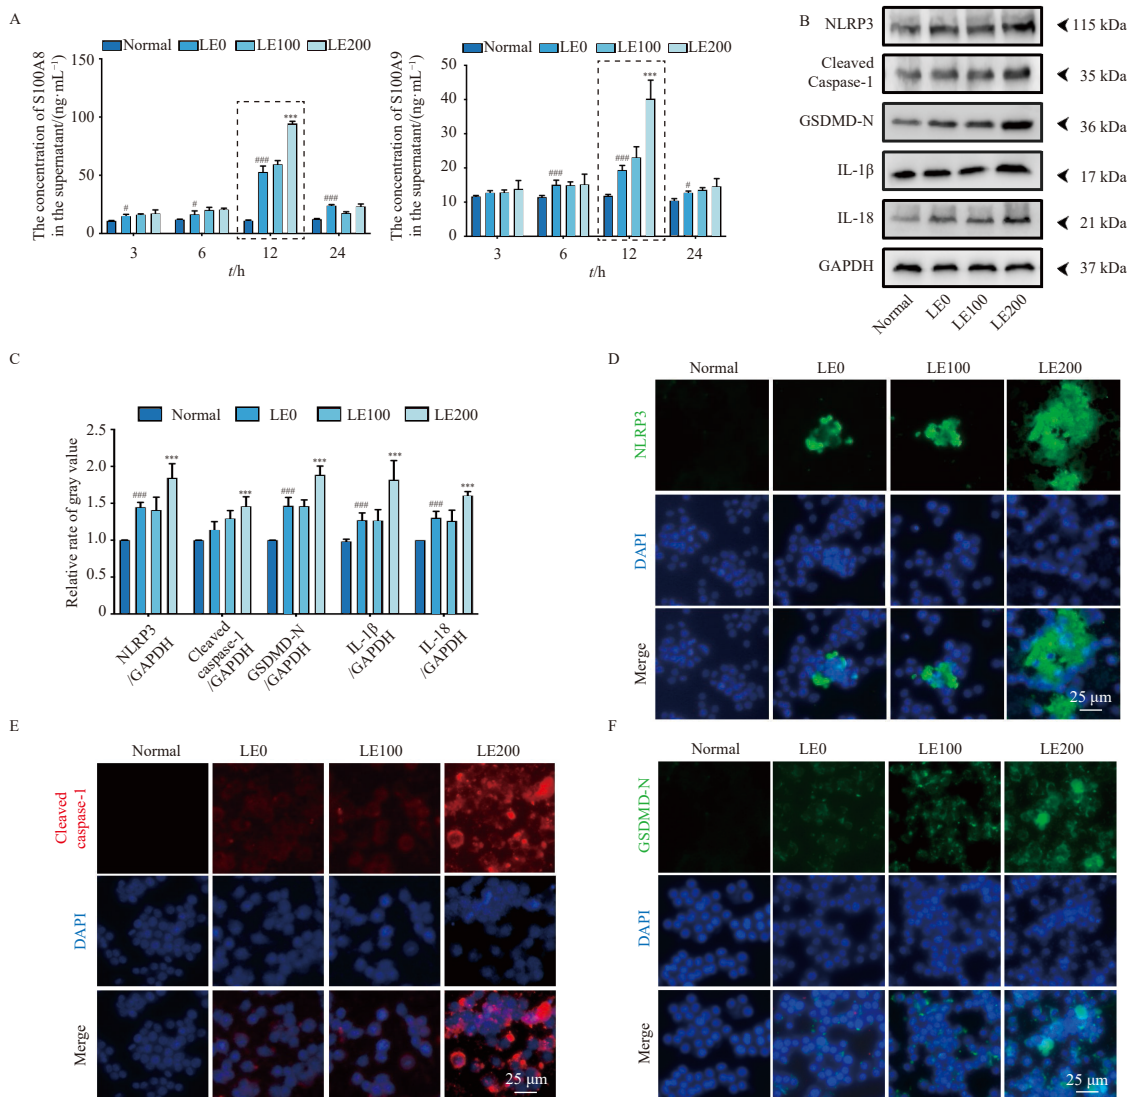 A
Normal LE0 LE100 LE200
The concentration of S100A8
in the supernatant/(ng·mL⁻¹)
150
100
50
0
# # ### *** ###
3 6 12 24
t/h
Normal LE0 LE100 LE200
The concentration of S100A9
in the supernatant/(ng·mL⁻¹)
50
40
30
20
10
0
### ### *** #
3 6 12 24
t/h
B
NLRP3 115 kDa
Cleaved
Caspase-1
35 kDa
GSDMD-N 36 kDa
IL-1β 17 kDa
IL-18 21 kDa
GAPDH 37 kDa
Normal LE0 LE100 LE200
C
Normal LE0 LE100 LE200
Relative rate of gray value
2.5
2.0
1.5
1.0
0.5
0
### *** *** ### *** ### *** ### ***
NLRP3
/GAPDH
Cleaved
caspase-1
/GAPDH
GSDMD-N
/GAPDH
IL-1β
/GAPDH
IL-18
/GAPDH
D
Normal LE0 LE100 LE200
NLRP3
DAPI
Merge
25 μm
E
Normal LE0 LE100 LE200
Cleaved
caspase-1
DAPI
Merge
25 μm
F
Normal LE0 LE100 LE200
GSDMD-N
DAPI
Merge
25 μm